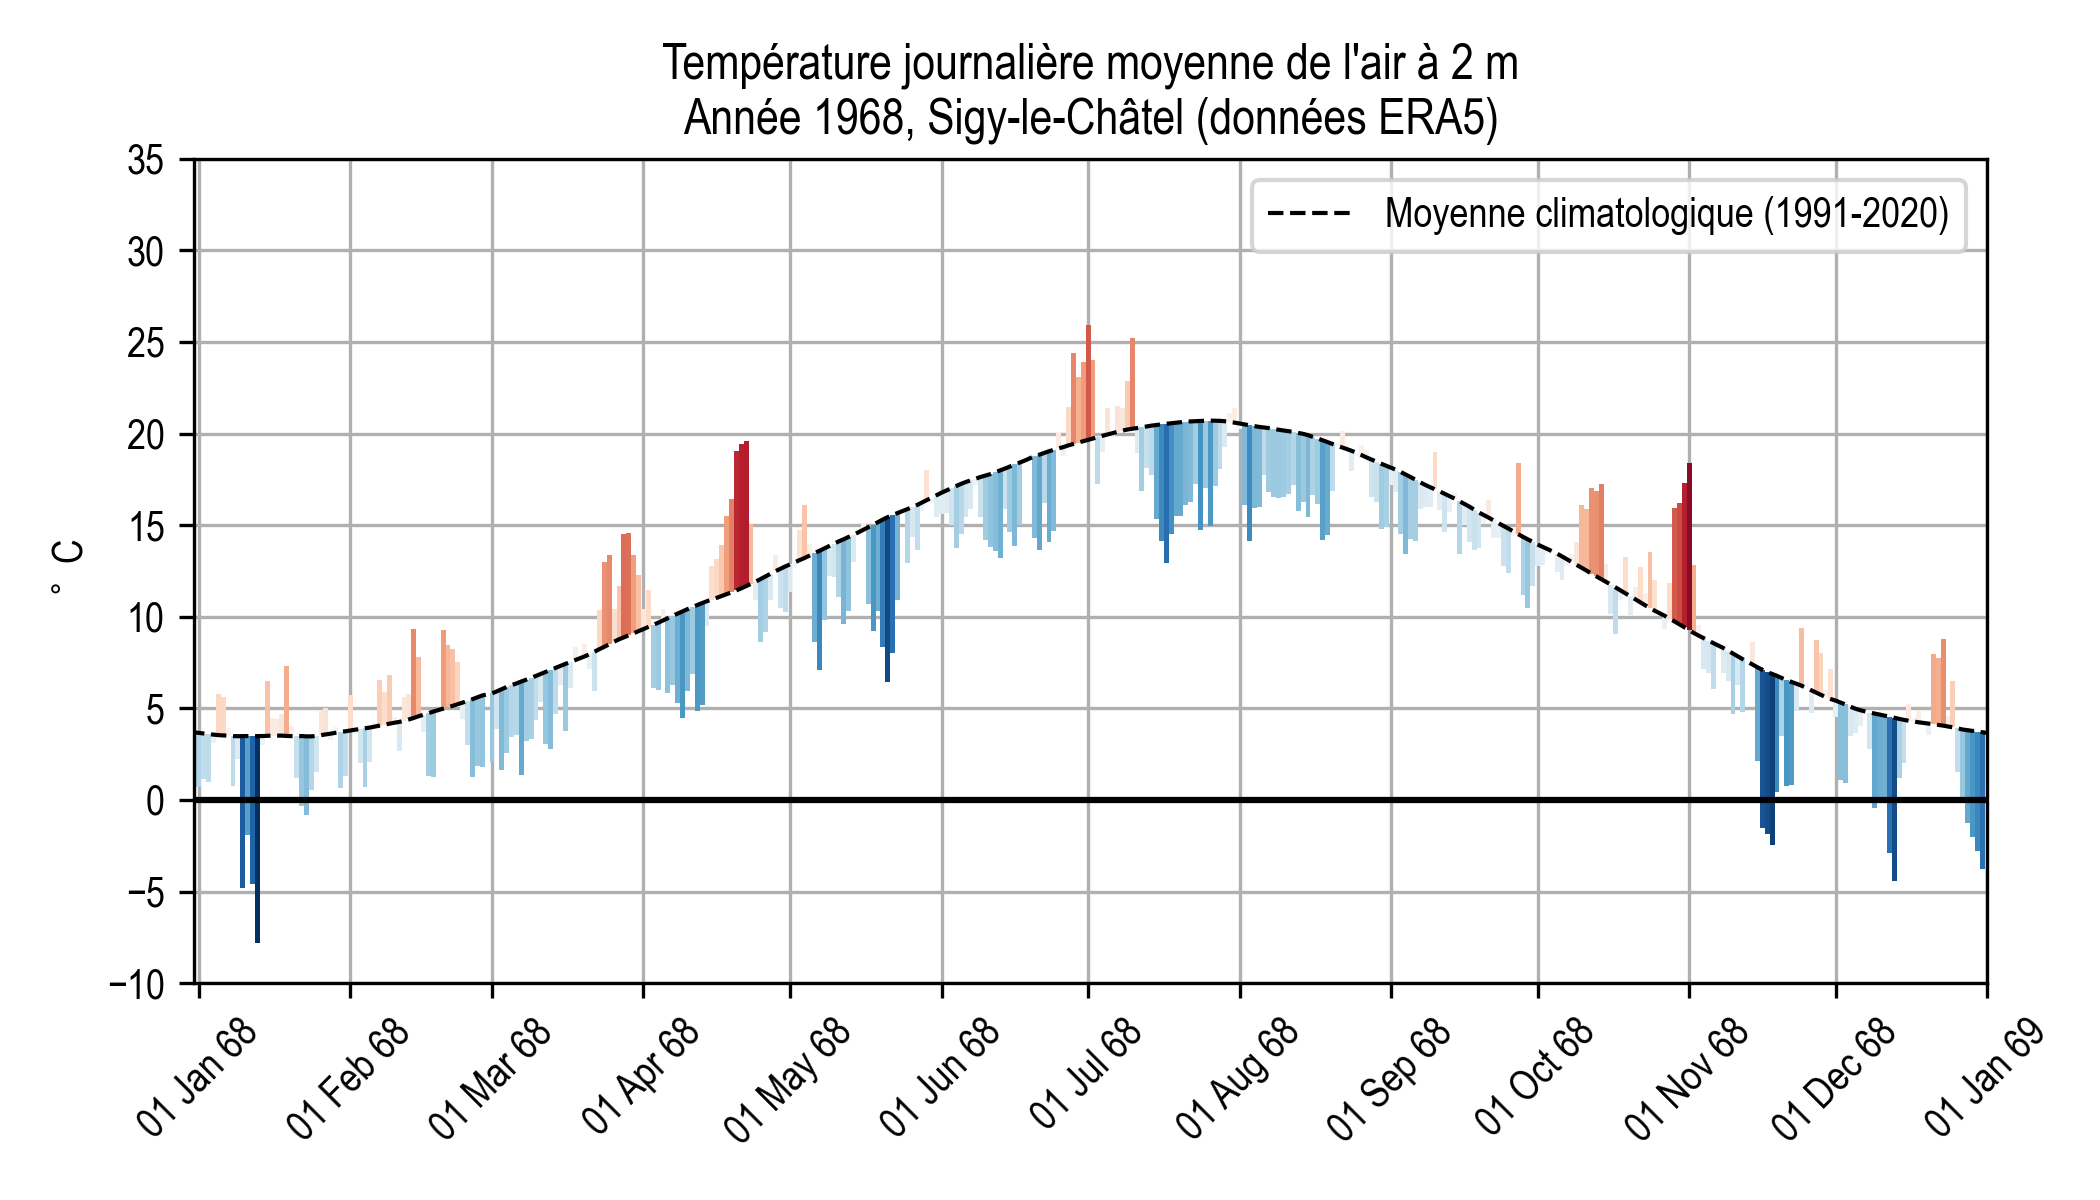 Température journalière moyenne de l'air à 2 m
Année 1968, Sigy-le-Châtel (données ERA5)
Moyenne climatologique (1991-2020)
35
30
25
20
15
10
5
0
−5
−10
° C
01 Jan 68
01 Feb 68
01 Mar 68
01 Apr 68
01 May 68
01 Jun 68
01 Jul 68
01 Aug 68
01 Sep 68
01 Oct 68
01 Nov 68
01 Dec 68
01 Jan 69